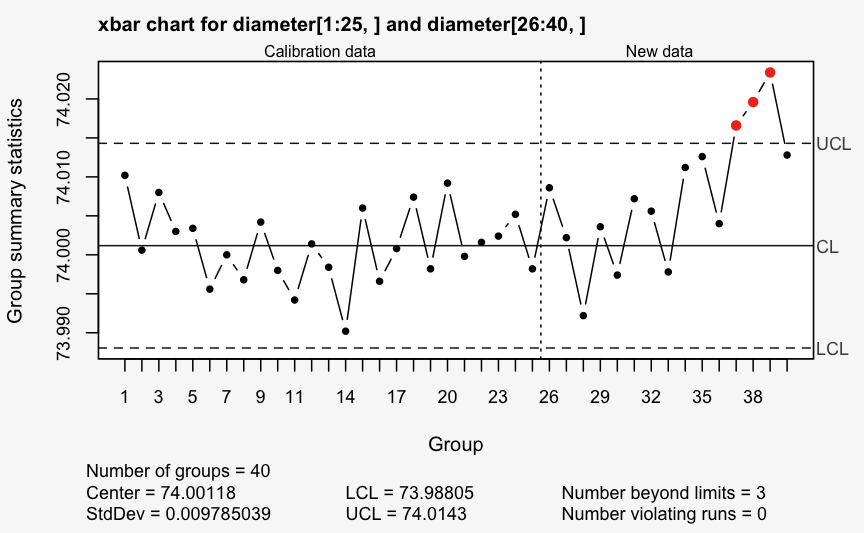 xbar chart for diameter[1:25, ] and diameter[26:40, ]
Calibration data New data
Group summary statistics
74.020
74.010
74.000
73.990
UCL
CL
LCL
1 3 5 7 9 11 14 17 20 23 26 29 32 35 38
Group
Number of groups = 40
Center = 74.00118 LCL = 73.98805 Number beyond limits = 3
StdDev = 0.009785039 UCL = 74.0143 Number violating runs = 0